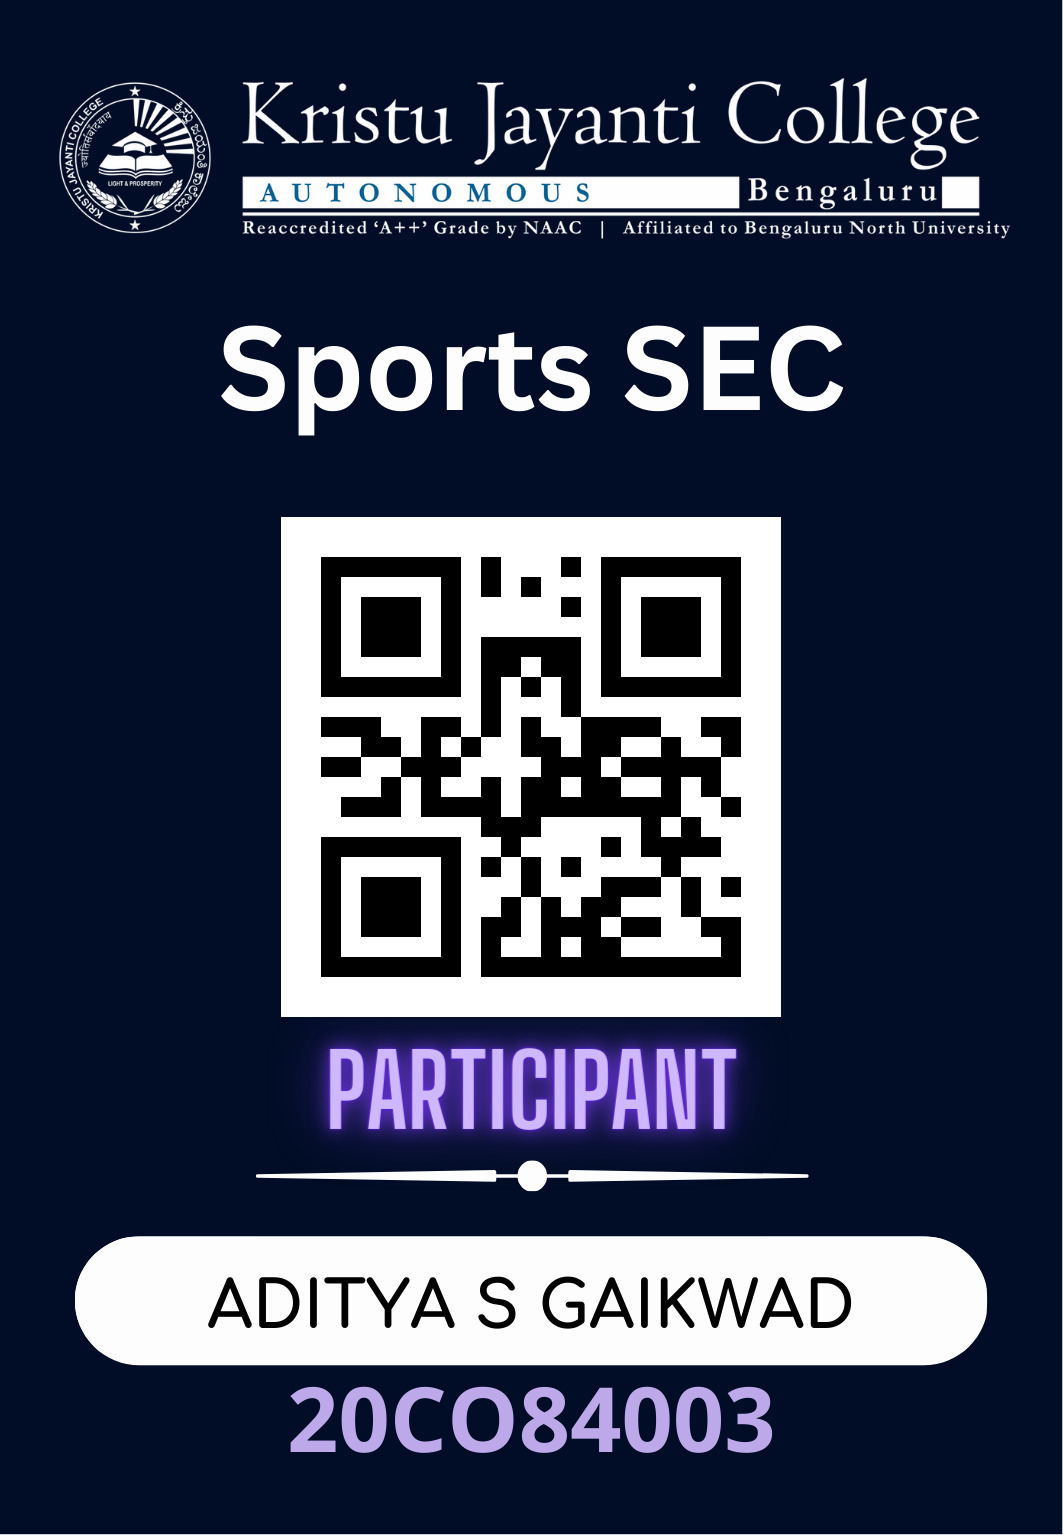 KRISTU JAYANTI COLLEGE
ಕ್ರಿಸ್ತು ಜಯಂತಿ ಕಾಲೇಜು
LIGHT & PROSPERITY
Kristu Jayanti College
AUTONOMOUS Bengaluru
Reaccredited ‘A++’ Grade by NAAC | Affiliated to Bengaluru North University
Sports SEC
PARTICIPANT
ADITYA S GAIKWAD
20CO84003